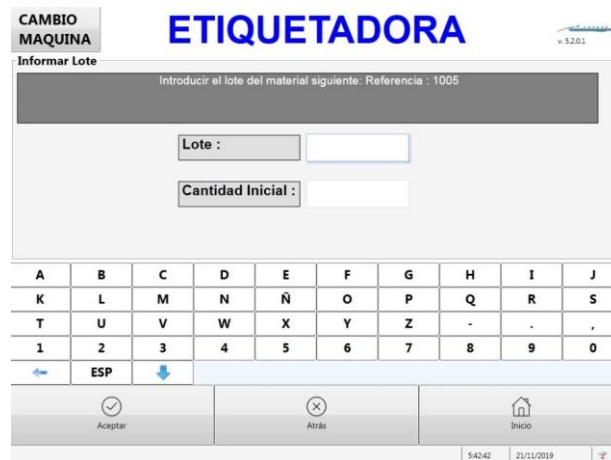 CAMBIO
MAQUINA
ETIQUETADORA
v. 5.2.0.1
Informar Lote
Introducir el lote del material siguiente: Referencia : 1005
Lote :
Cantidad Inicial :
A B C D E F G H I J
K L M N Ñ O P Q R S
T U V W X Y Z - . ,
1 2 3 4 5 6 7 8 9 0
ESP
Aceptar Atrás Inicio
5:42:42 21/11/2019